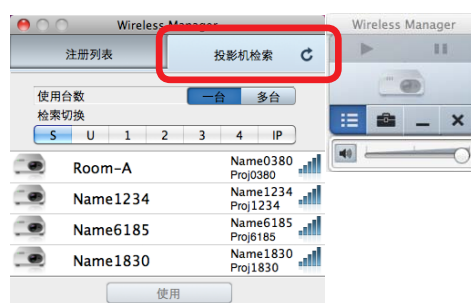 Wireless Manager
注册列表
投影机检索
使用台数
一台
多台
检索切换
S U 1 2 3 4 IP
Room-A
Name0380
Proj0380
Name1234
Name1234
Proj1234
Name6185
Name6185
Proj6185
Name1830
Name1830
Proj1830
使用
Wireless Manager